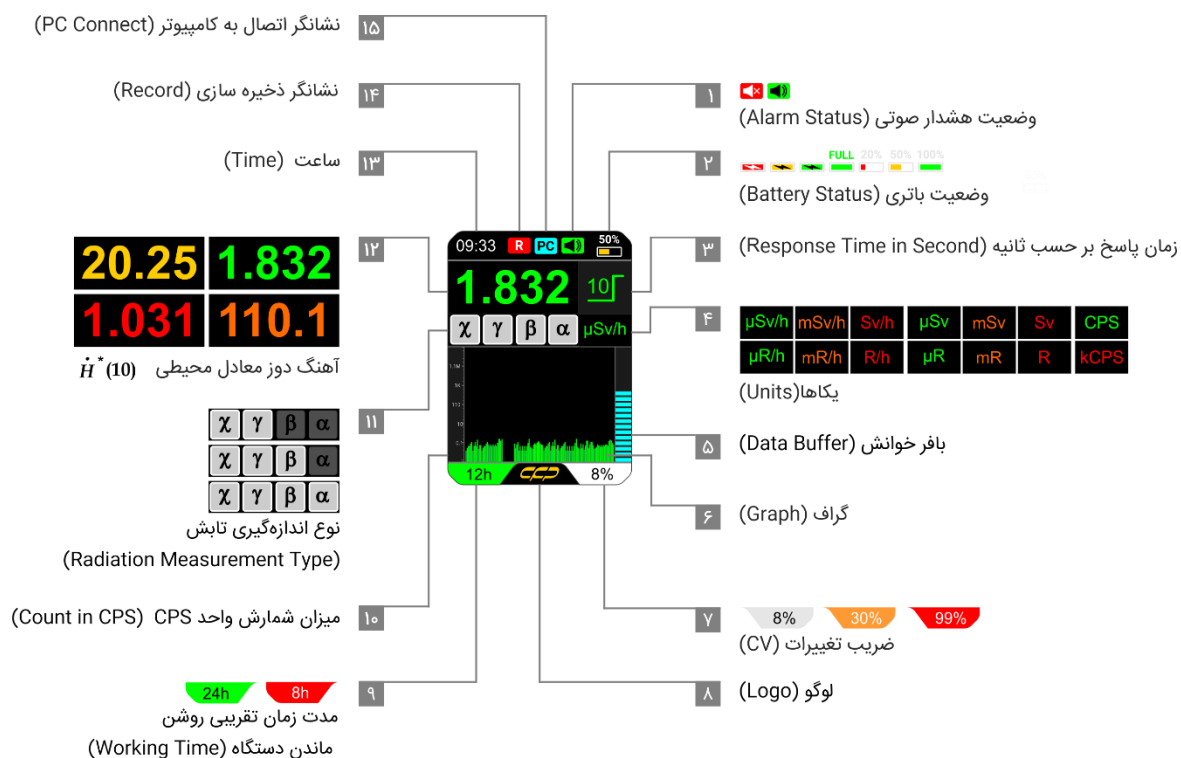 ۱۵ نشانگر اتصال به کامپیوتر (PC Connect)
۱۴ نشانگر ذخیره سازی (Record)
۱۳ ساعت (Time)
۱۲
20.25 1.832
1.031 110.1
آهنگ دوز معادل محیطی Ḣ*(10)
۱۱
χ γ β α
χ γ β α
χ γ β α
نوع اندازه‌گیری تابش
(Radiation Measurement Type)
۱۰ میزان شمارش واحد CPS (Count in CPS)
۹
24h 8h
مدت زمان تقریبی روشن
ماندن دستگاه (Working Time)
09:33 R PC 50%
1.832 10
χ γ β α µSv/h
12h 8%
۱
وضعیت هشدار صوتی (Alarm Status)
۲
FULL 20% 50% 100%
وضعیت باتری (Battery Status)
۳ زمان پاسخ بر حسب ثانیه (Response Time in Second)
۴
µSv/h mSv/h Sv/h µSv mSv Sv CPS
µR/h mR/h R/h µR mR R kCPS
یکاها(Units)
۵ بافر خوانش (Data Buffer)
۶ گراف (Graph)
۷
8% 30% 99%
ضریب تغییرات (CV)
۸ لوگو (Logo)